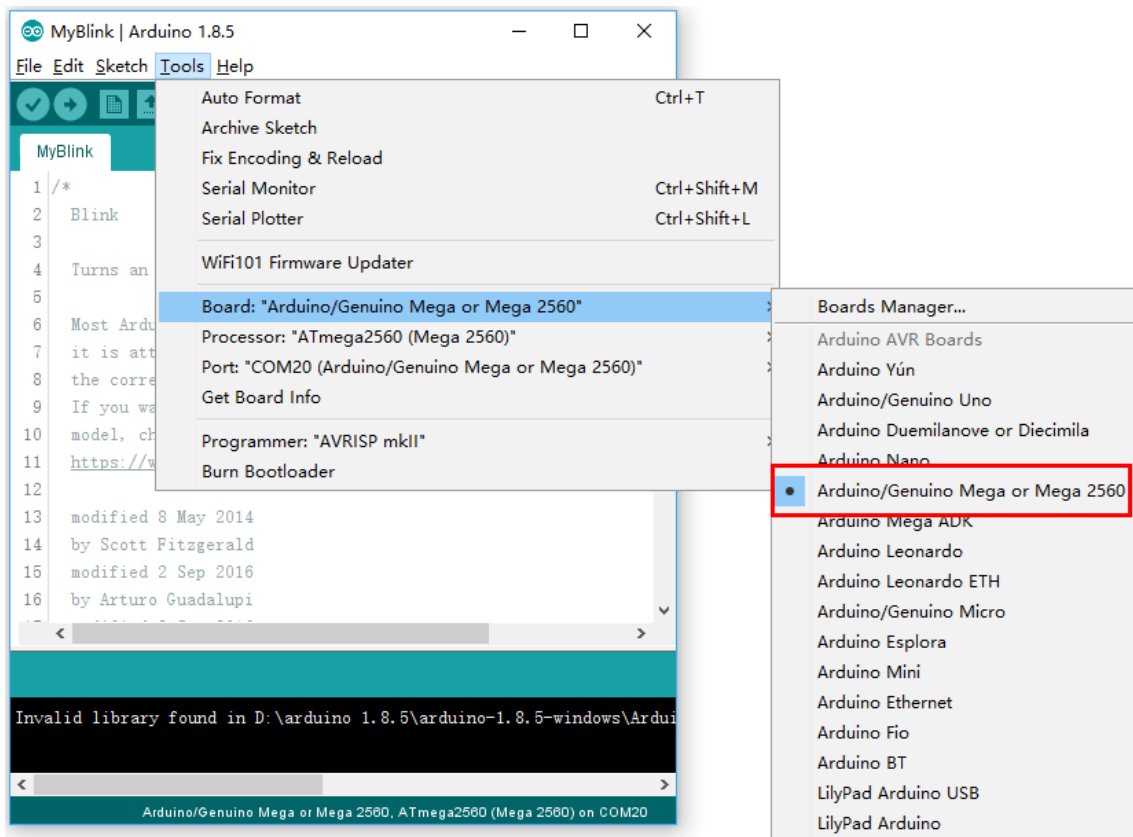 MyBlink | Arduino 1.8.5
File Edit Sketch Tools Help
MyBlink
Auto Format Ctrl+T
Archive Sketch
Fix Encoding & Reload
Serial Monitor Ctrl+Shift+M
Serial Plotter Ctrl+Shift+L
WiFi101 Firmware Updater
Board: "Arduino/Genuino Mega or Mega 2560"
Processor: "ATmega2560 (Mega 2560)"
Port: "COM20 (Arduino/Genuino Mega or Mega 2560)"
Get Board Info
Programmer: "AVRISP mkII"
Burn Bootloader
Boards Manager...
Arduino AVR Boards
Arduino Yún
Arduino/Genuino Uno
Arduino Duemilanove or Diecimila
Arduino Nano
Arduino/Genuino Mega or Mega 2560
Arduino Mega ADK
Arduino Leonardo
Arduino Leonardo ETH
Arduino/Genuino Micro
Arduino Esplora
Arduino Mini
Arduino Ethernet
Arduino Fio
Arduino BT
LilyPad Arduino USB
LilyPad Arduino
1 /*
2 Blink
3
4 Turns an
5
6 Most Ardu
7 it is att
8 the corre
9 If you wa
10 model, ch
11 https://w
12
13 modified 8 May 2014
14 by Scott Fitzgerald
15 modified 2 Sep 2016
16 by Arturo Guadalupi
Invalid library found in D:\arduino 1.8.5\arduino-1.8.5-windows\Ardui
Arduino/Genuino Mega or Mega 2560, ATmega2560 (Mega 2560) on COM20